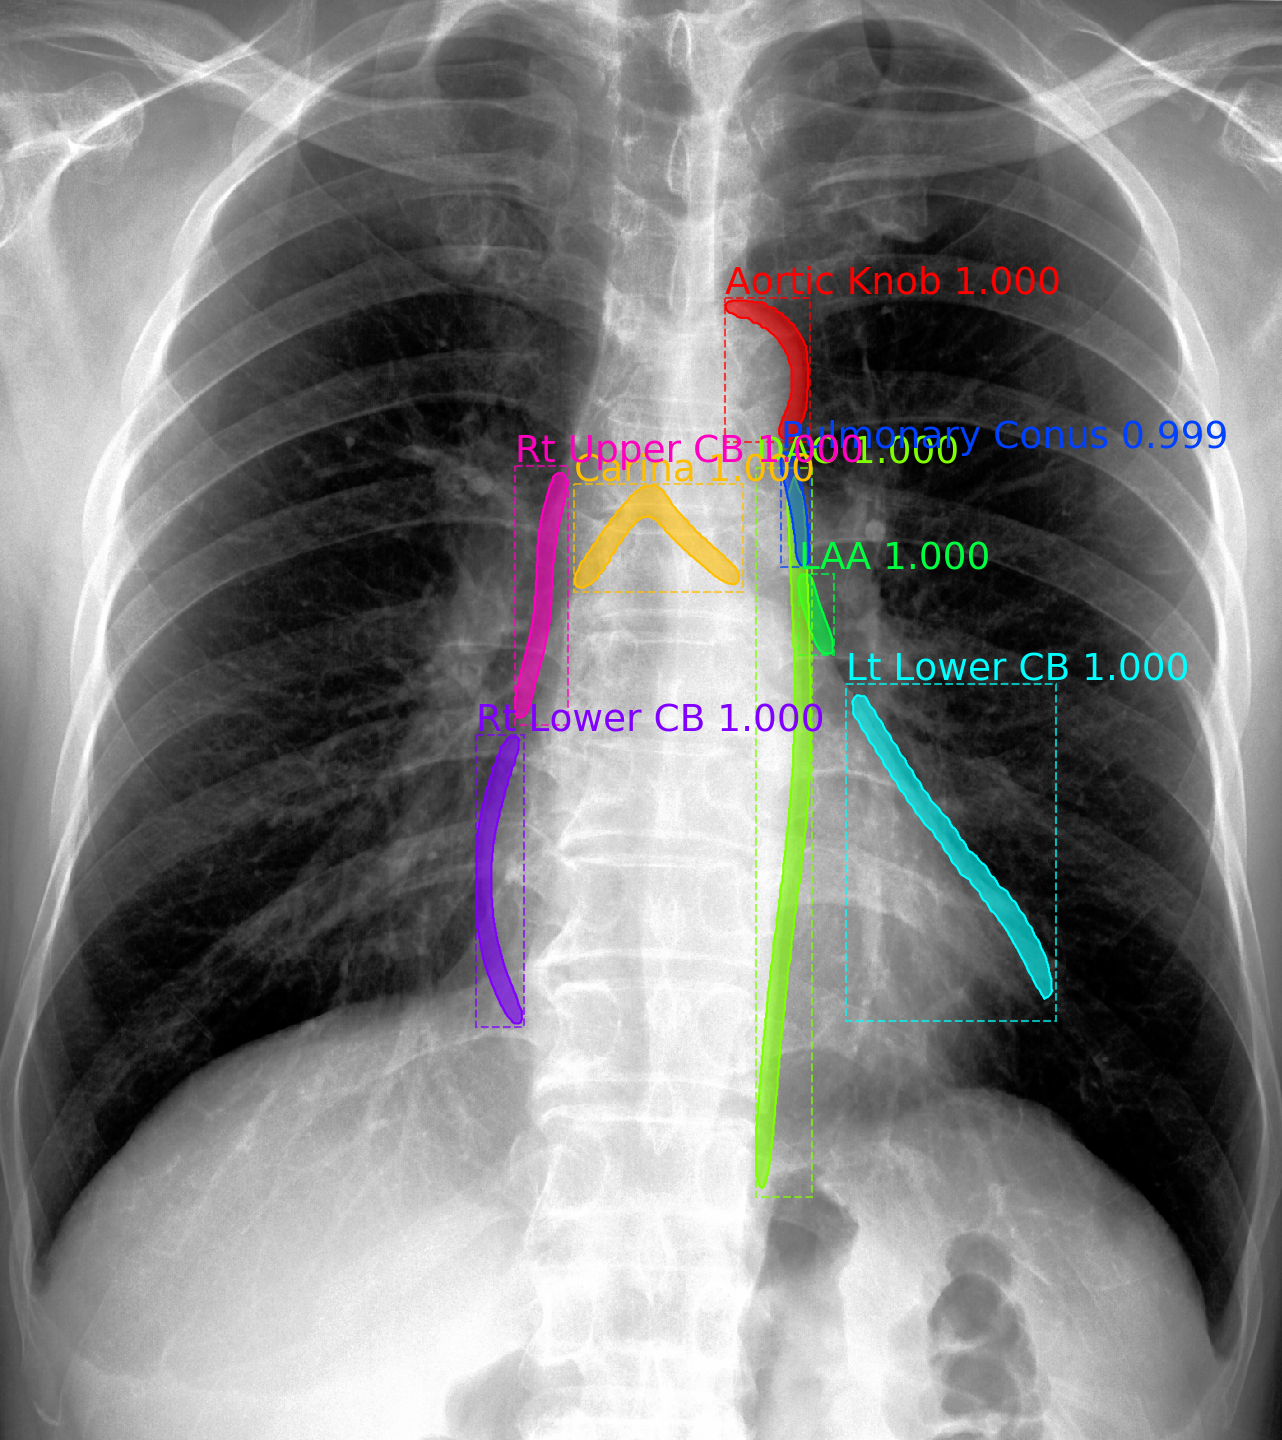 Aortic Knob 1.000
Pulmonary Conus 0.999
Rt Upper CB 1.000
DAO 1.000
Carina 1.000
LAA 1.000
Lt Lower CB 1.000
Rt Lower CB 1.000